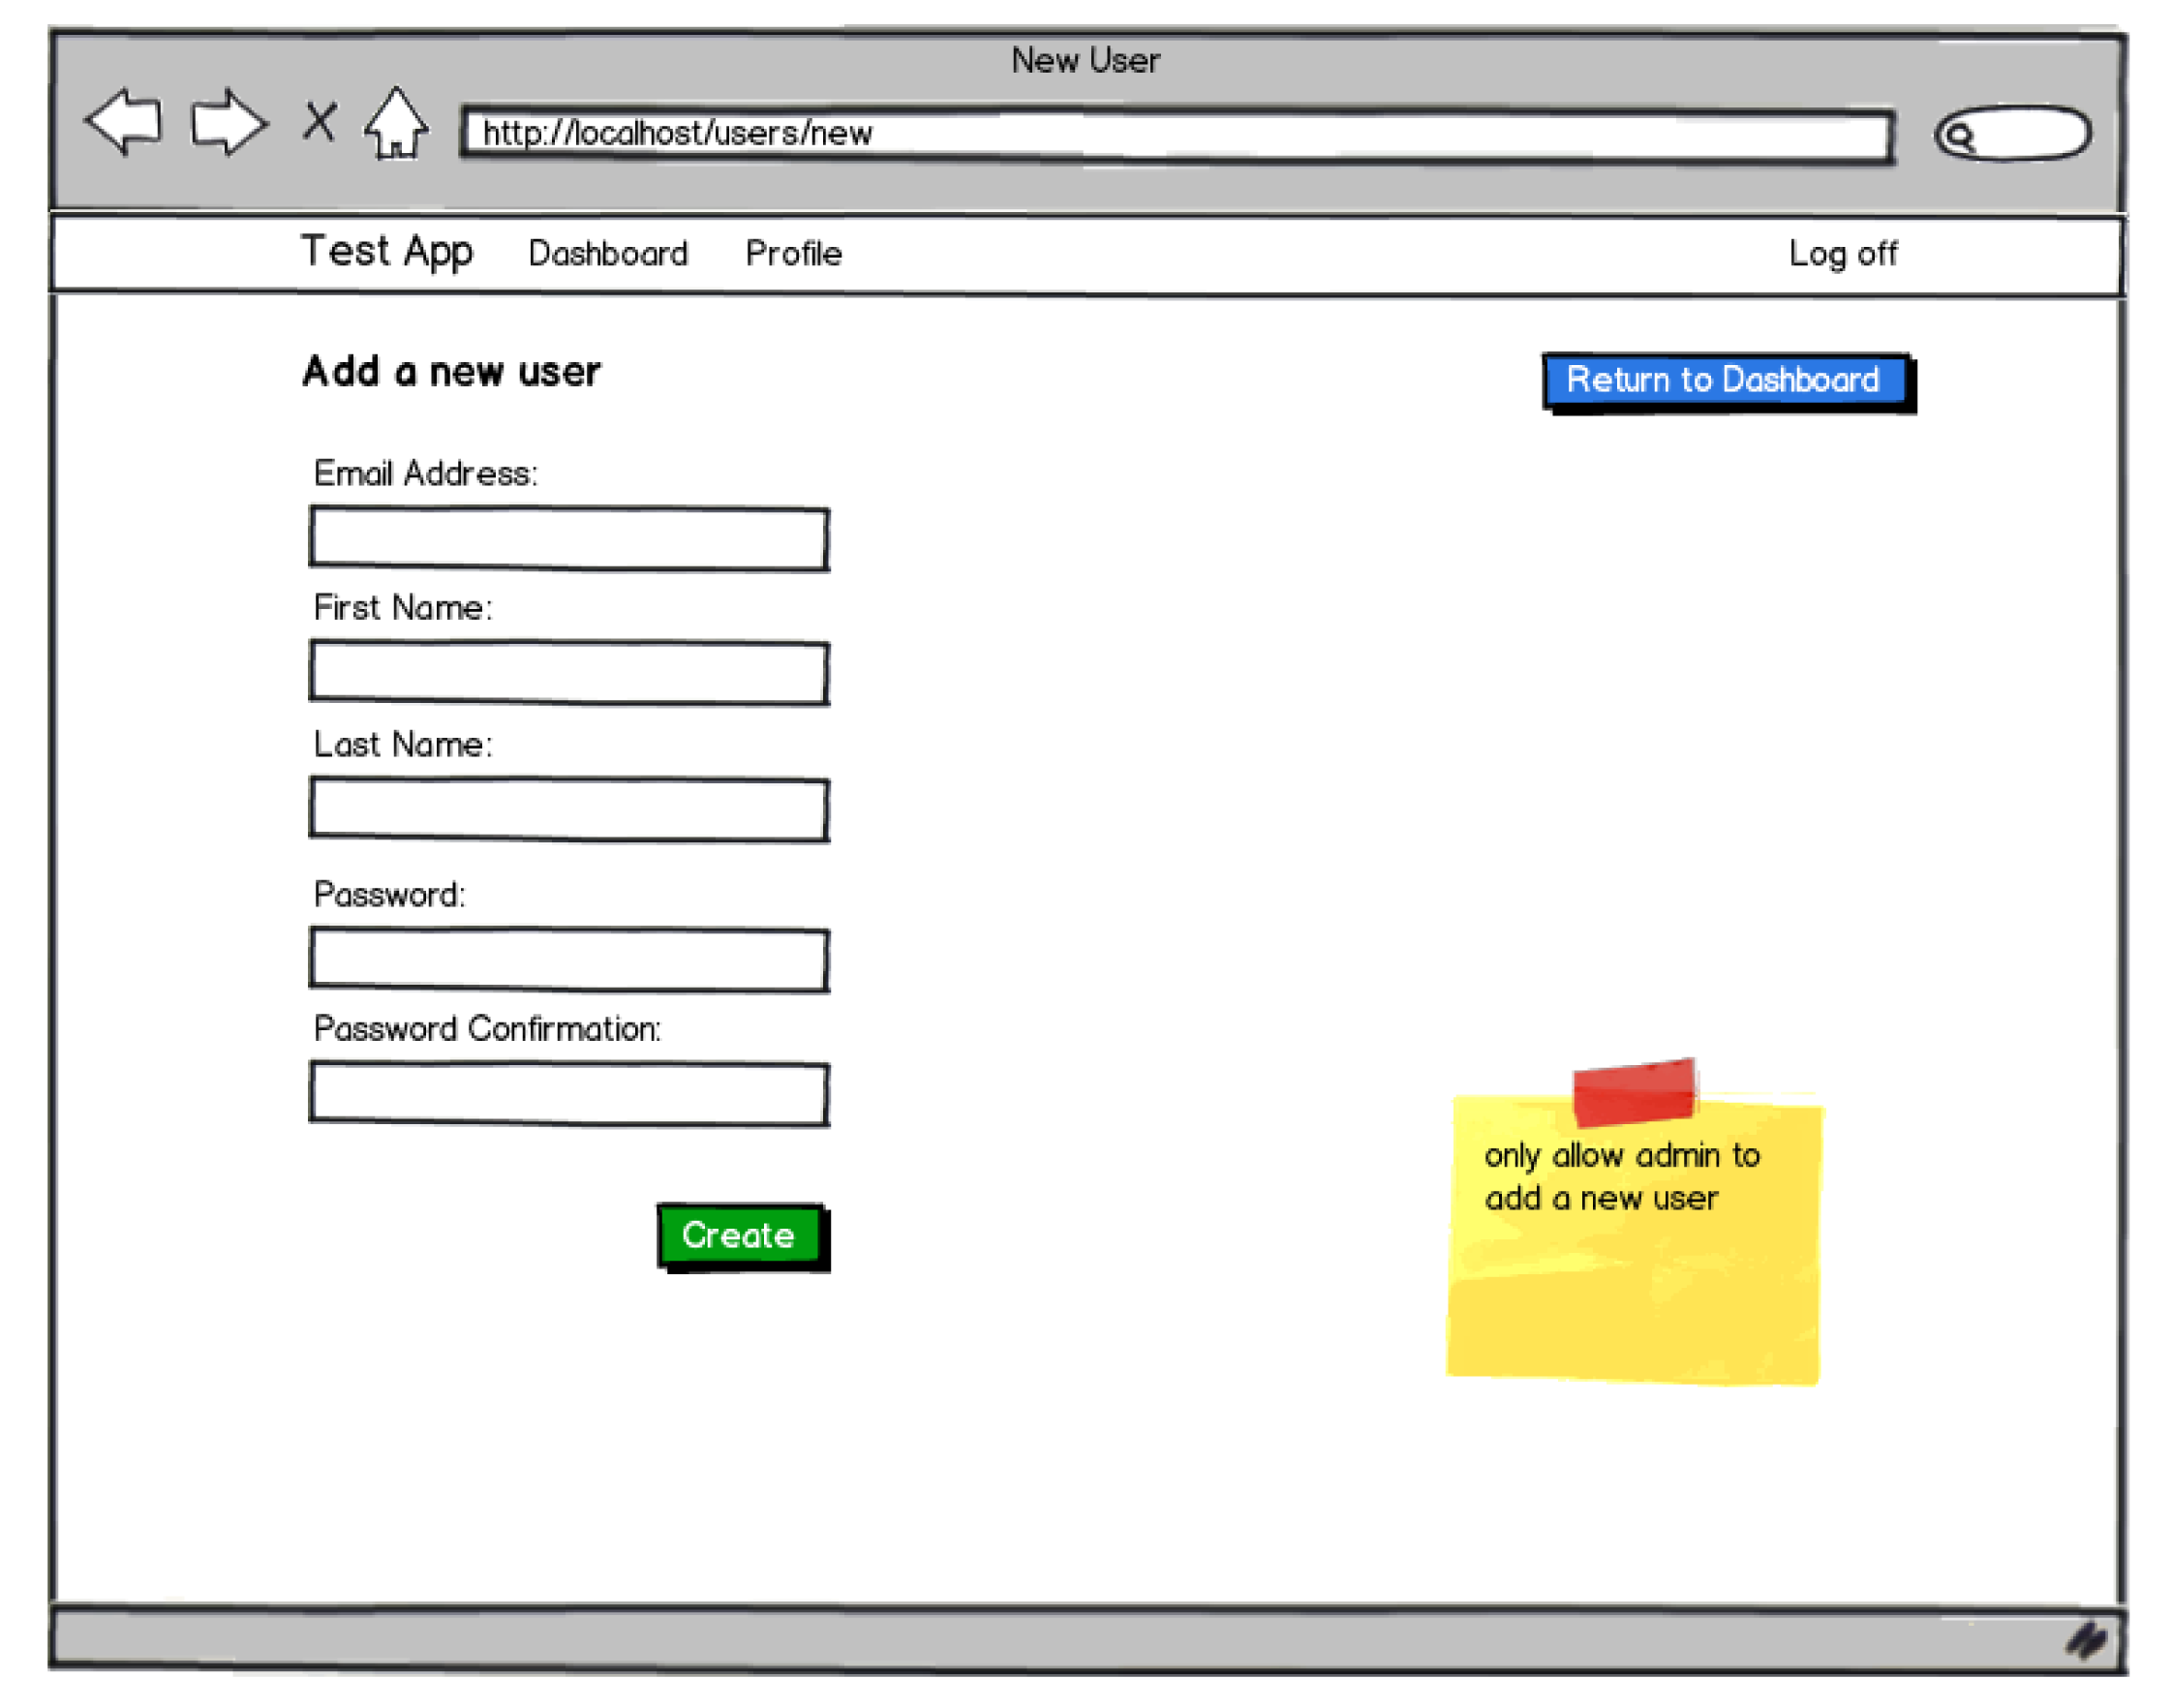 New User
http://localhost/users/new
Test App Dashboard Profile Log off
Add a new user
Return to Dashboard
Email Address:
First Name:
Last Name:
Password:
Password Confirmation:
only allow admin to
add a new user
Create